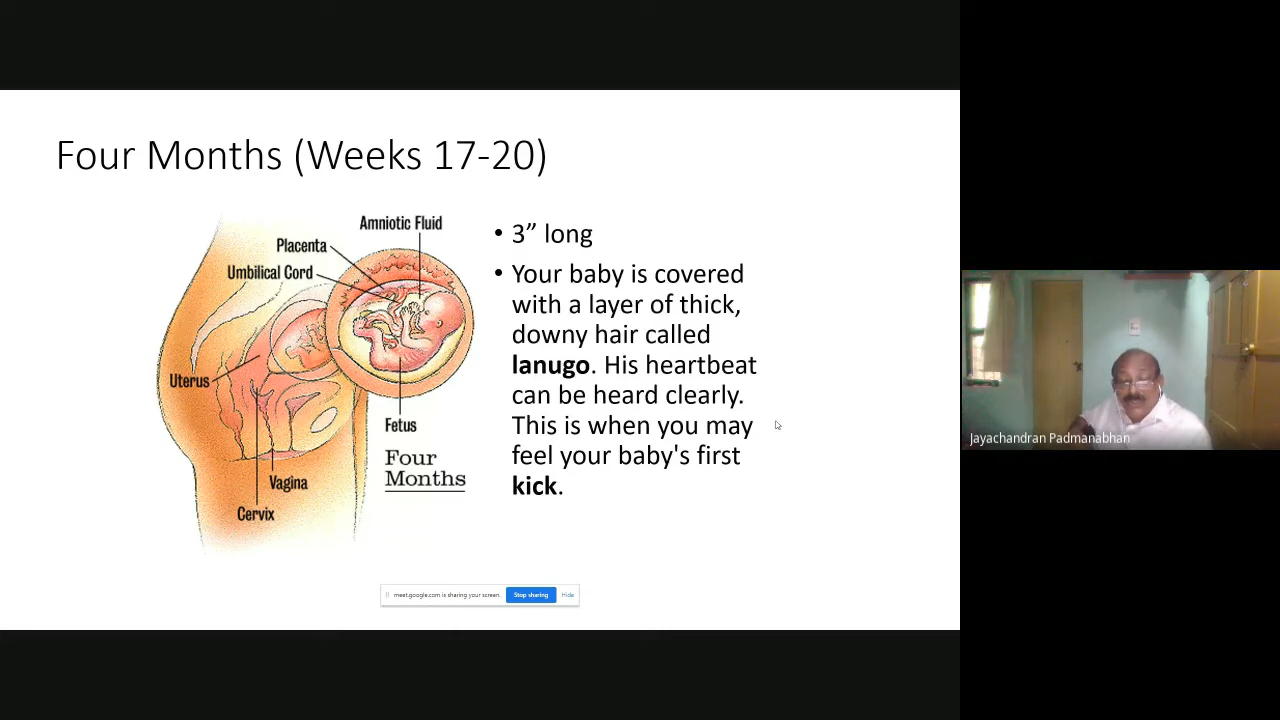 Four Months (Weeks 17-20)
Amniotic Fluid
Placenta
Umbilical Cord
Uterus
Fetus
Four
Months
Vagina
Cervix
• 3” long
• Your baby is covered
with a layer of thick,
downy hair called
lanugo. His heartbeat
can be heard clearly.
This is when you may
feel your baby's first
kick.
meet.google.com is sharing your screen.
Stop sharing
Hide
Jayachandran Padmanabhan